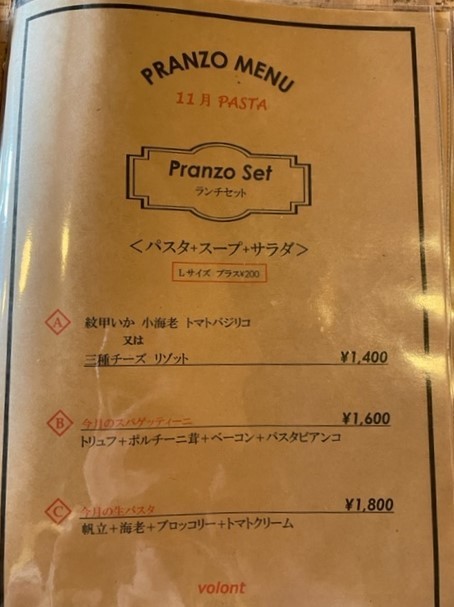 PRANZO MENU
11月 PASTA
Pranzo Set
ランチセット
＜パスタ+スープ+サラダ＞
Lサイズ プラス¥200
A 紋甲いか 小海老 トマトバジリコ
又は
三種チーズ リゾット ¥1,400
B 今月のスパゲッティーニ ¥1,600
トリュフ+ポルチーニ茸+ベーコン+パスタビアンコ
C 今月の生パスタ ¥1,800
帆立+海老+ブロッコリー+トマトクリーム
volont